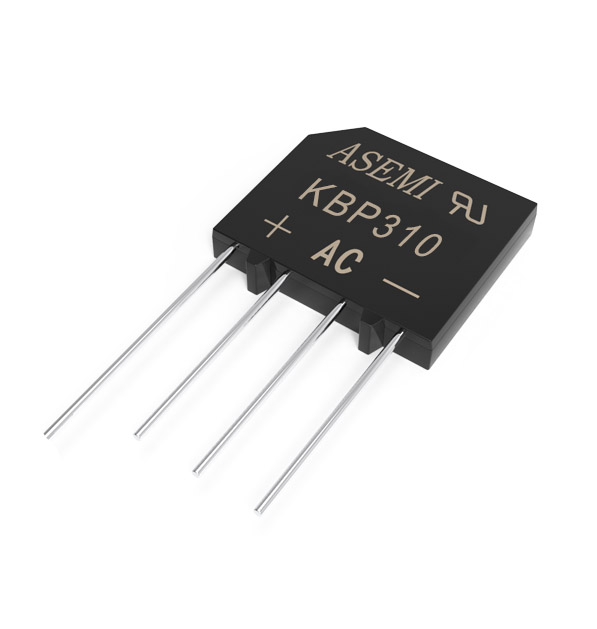 ASEMI
KBP310
+ AC −